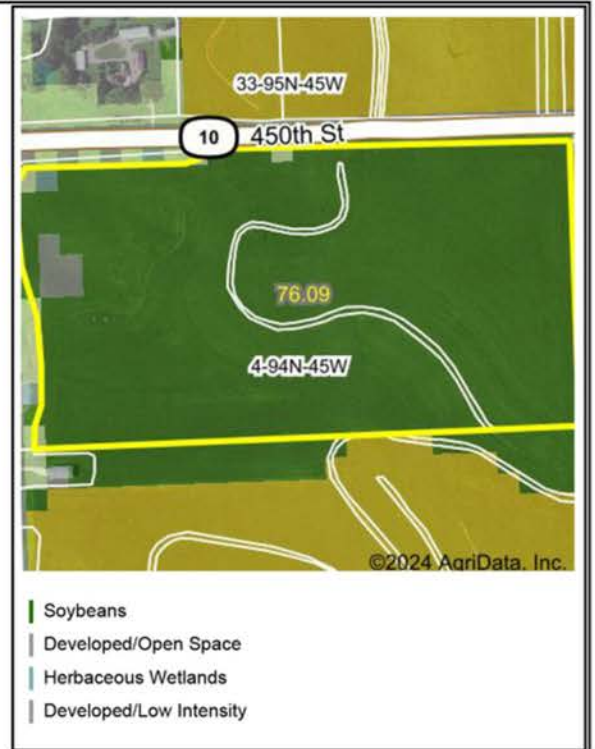 33-95N-45W
10 450th St
76.09
4-94N-45W
©2024 AgriData, Inc.
Soybeans
Developed/Open Space
Herbaceous Wetlands
Developed/Low Intensity